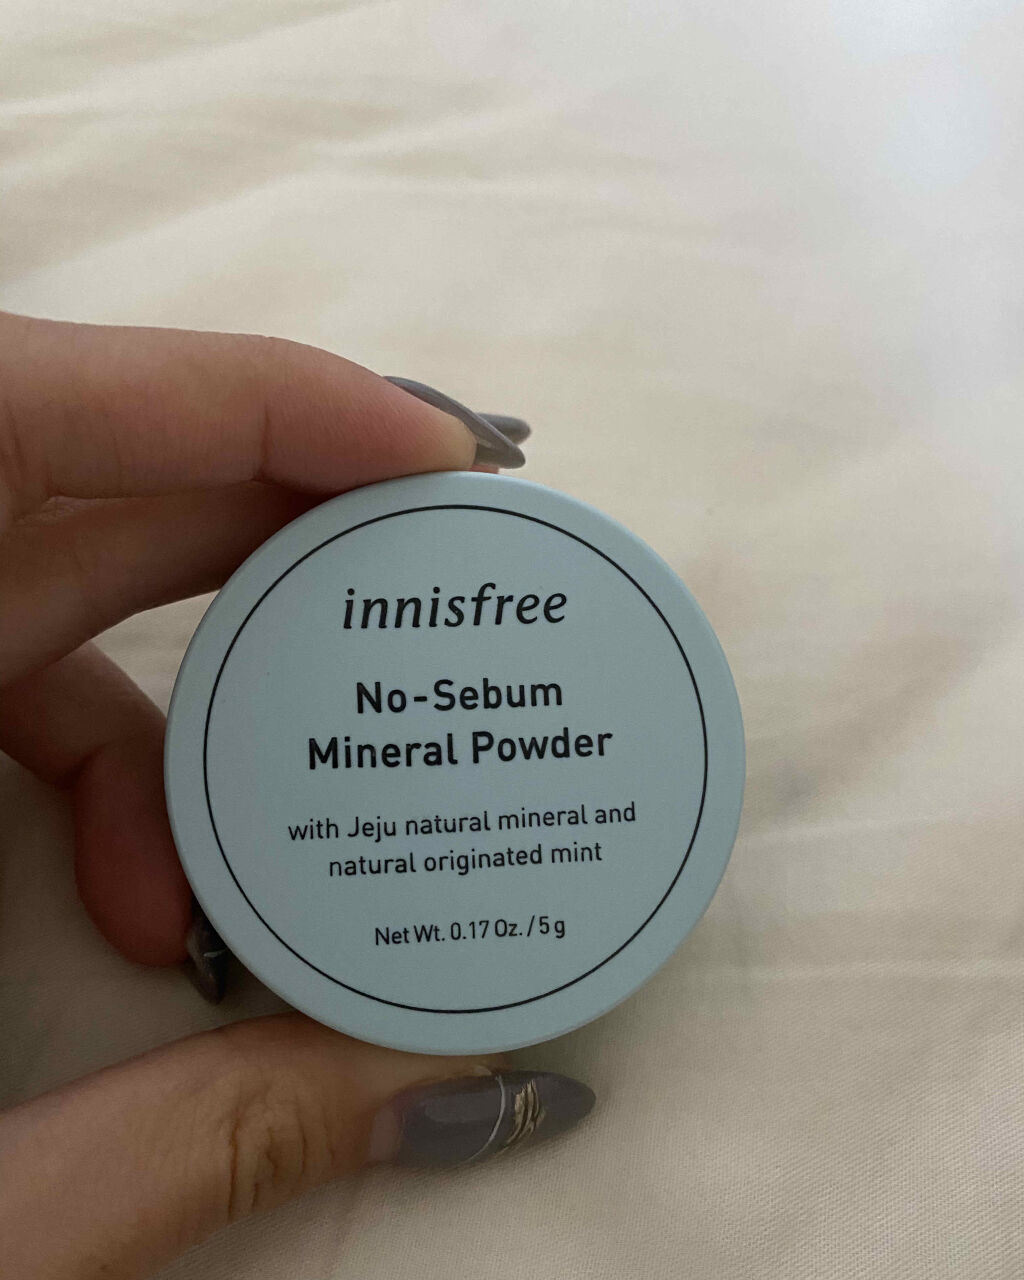 innisfree
No-Sebum
Mineral Powder
with Jeju natural mineral and
natural originated mint
Net Wt. 0.17 Oz. / 5 g